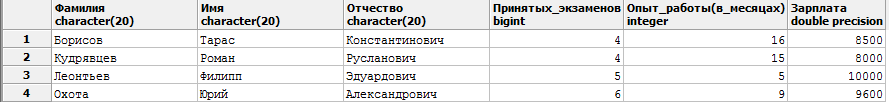 Фамилия Имя Отчество Принятых_экзаменов Опыт_работы(в_месяцах) Зарплата
character(20) character(20) character(20) bigint integer double precision
1 Борисов Тарас Константинович 4 16 8500
2 Кудрявцев Роман Русланович 4 15 8000
3 Леонтьев Филипп Эдуардович 5 5 10000
4 Охота Юрий Александрович 6 9 9600